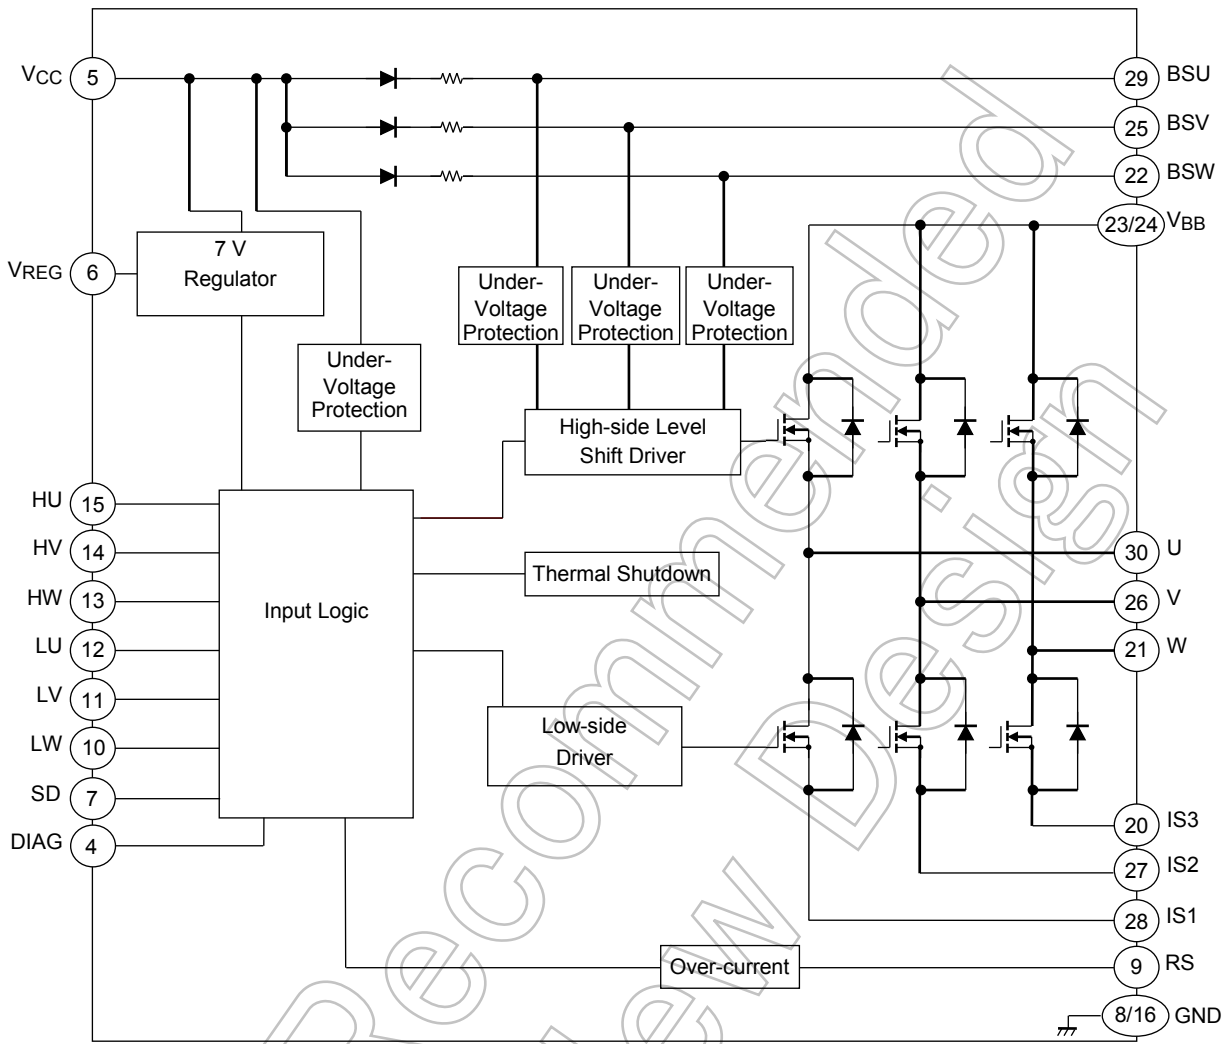 VCC 5
29 BSU
25 BSV
22 BSW
23/24 VBB
7 V
Regulator
VREG 6
Under-
Voltage
Protection
Under-
Voltage
Protection
Under-
Voltage
Protection
Under-
Voltage
Protection
High-side Level
Shift Driver
HU 15
HV 14
HW 13
LU 12
LV 11
LW 10
SD 7
DIAG 4
Input Logic
Thermal Shutdown
Low-side
Driver
30 U
26 V
21 W
20 IS3
27 IS2
28 IS1
Over-current
9 RS
8/16 GND
Recommended
New Design